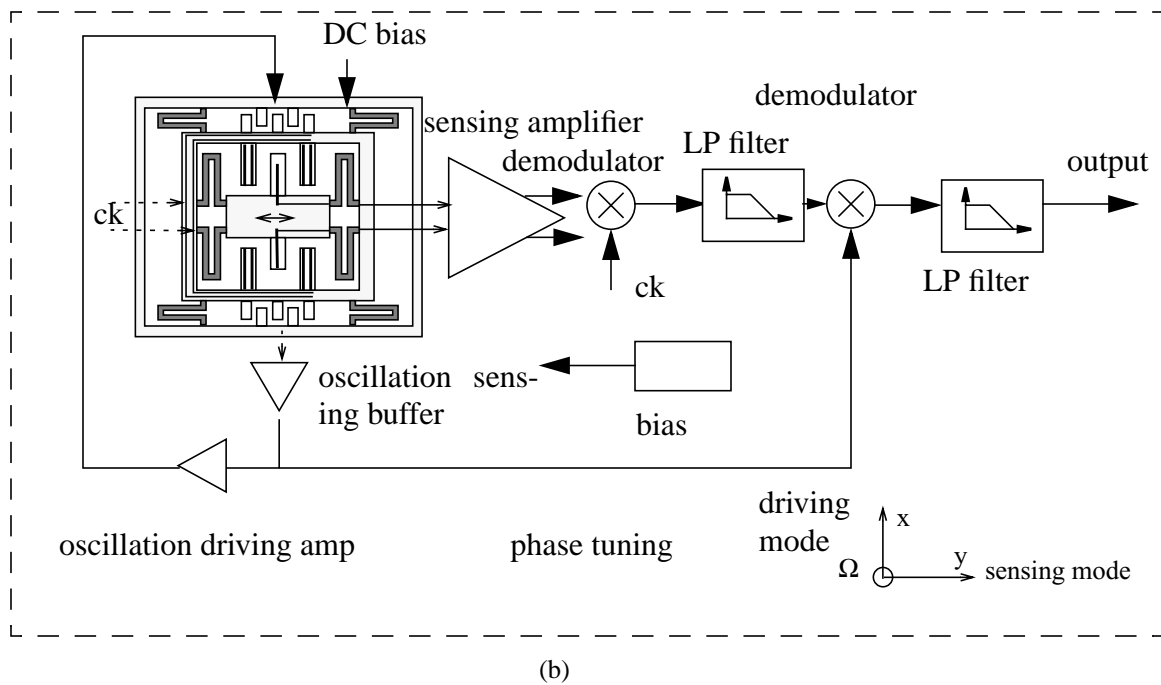 DC bias
demodulator
sensing amplifier
demodulator
LP filter
output
ck
ck
LP filter
oscillation sens-
ing buffer
bias
oscillation driving amp
phase tuning
driving
mode
x
Ω
y
sensing mode
(b)